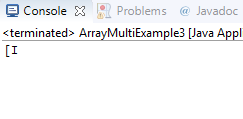 Console Problems @ Javadoc
<terminated> ArrayMultiExample3 [Java Appl
[I